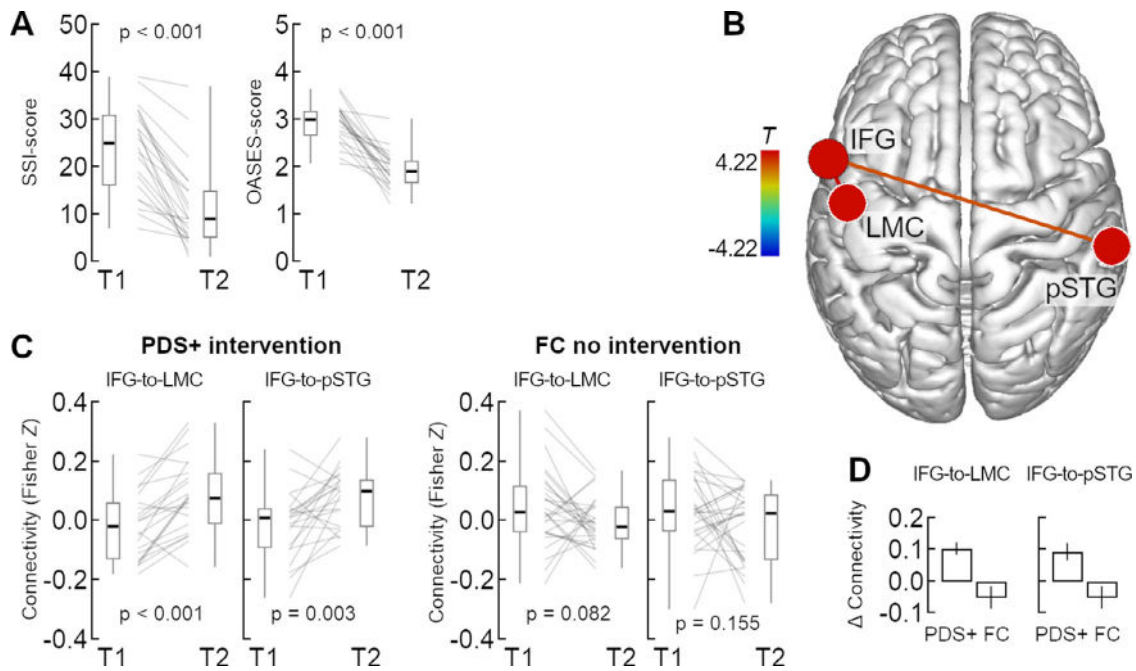 A
p < 0.001
p < 0.001
SSI-score
50
40
30
20
10
0
T1 T2
OASES-score
5
4
3
2
1
0
T1 T2
B
T
4.22
-4.22
IFG
LMC
pSTG
C
PDS+ intervention
IFG-to-LMC IFG-to-pSTG
Connectivity (Fisher Z)
0.4
0.2
0.0
-0.2
-0.4
p < 0.001
p = 0.003
T1 T2 T1 T2
FC no intervention
IFG-to-LMC IFG-to-pSTG
Connectivity (Fisher Z)
0.4
0.2
0.0
-0.2
-0.4
p = 0.082
p = 0.155
T1 T2 T1 T2
D
IFG-to-LMC IFG-to-pSTG
Δ Connectivity
0.2
0.1
0.0
-0.1
PDS+ FC PDS+ FC